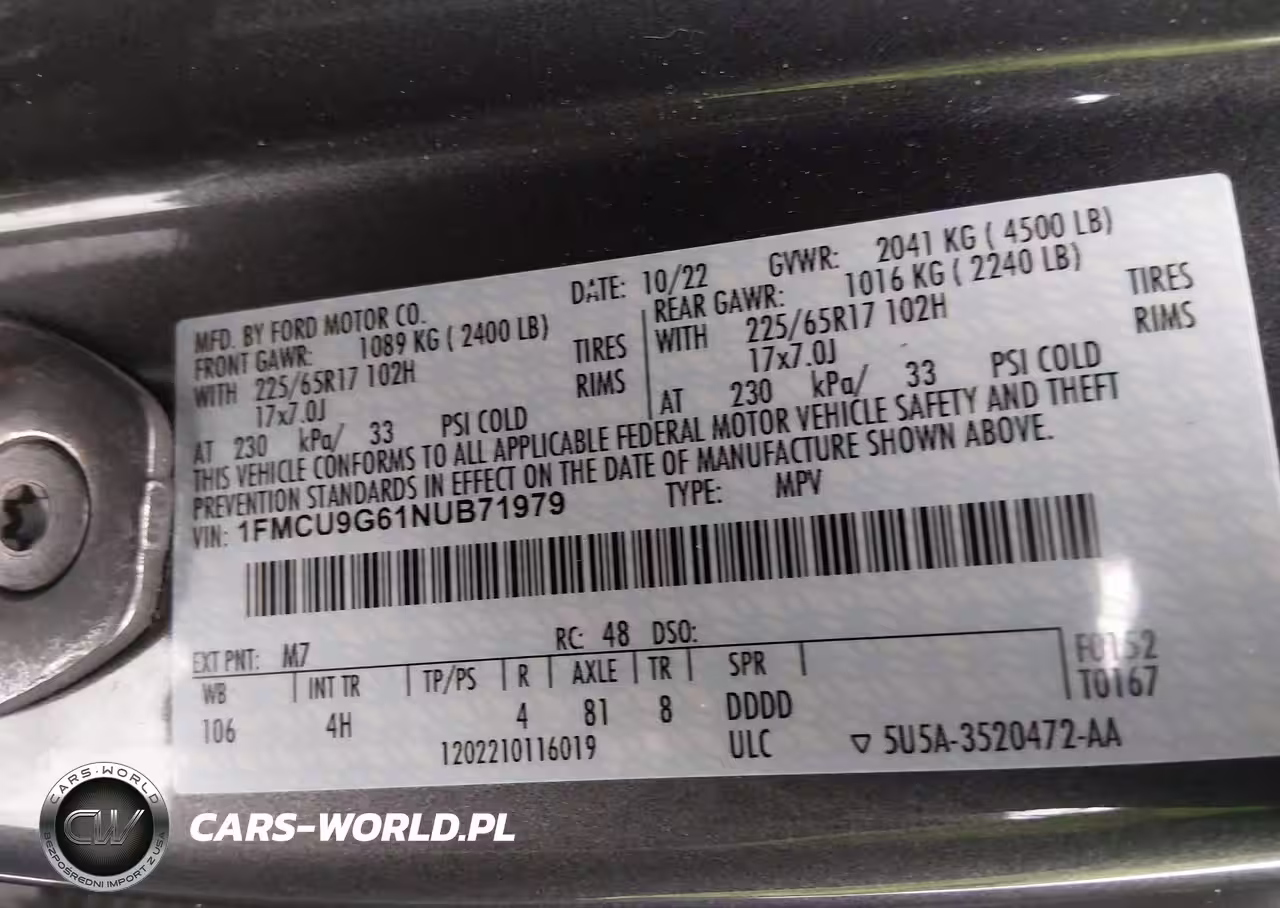 MFD. BY FORD MOTOR CO.
DATE: 10/22
GVWR: 2041 KG ( 4500 LB)
FRONT GAWR: 1089 KG ( 2400 LB)
WITH 225/65R17 102H TIRES
17x7.0J RIMS
AT 230 kPa/ 33 PSI COLD
REAR GAWR: 1016 KG ( 2240 LB)
WITH 225/65R17 102H TIRES
17x7.0J RIMS
AT 230 kPa/ 33 PSI COLD
THIS VEHICLE CONFORMS TO ALL APPLICABLE FEDERAL MOTOR VEHICLE SAFETY AND THEFT
PREVENTION STANDARDS IN EFFECT ON THE DATE OF MANUFACTURE SHOWN ABOVE.
VIN: 1FMCU9G61NUB71979 TYPE: MPV
EXT PNT: M7 RC: 48 DSO:
WB INT TR TP/PS R AXLE TR SPR
106 4H 4 81 8 DDDD
F0152
T0167
1202210116019 ULC
5U5A-3520472-AA
CARS-WORLD
CW
BEZPOŚREDNI IMPORT Z USA
CARS-WORLD.PL